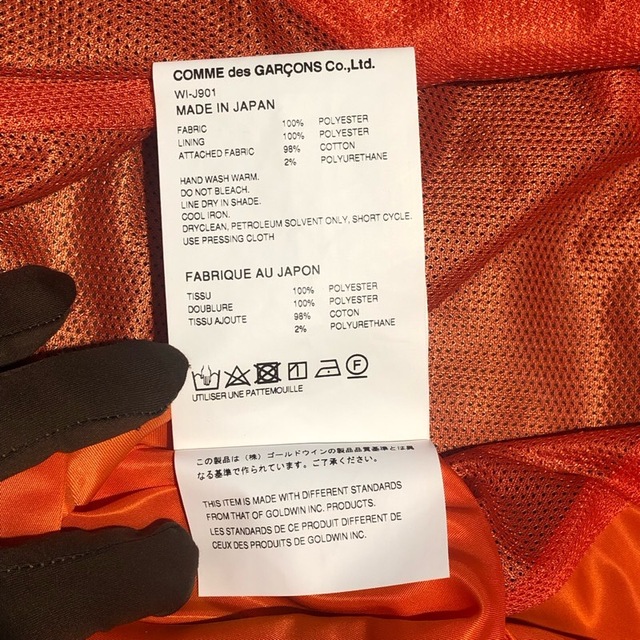 COMME des GARÇONS Co.,Ltd.
WI-J901
MADE IN JAPAN
FABRIC 100% POLYESTER
LINING 100% POLYESTER
ATTACHED FABRIC 98% COTTON
2% POLYURETHANE
HAND WASH WARM.
DO NOT BLEACH.
LINE DRY IN SHADE.
COOL IRON.
DRYCLEAN, PETROLEUM SOLVENT ONLY, SHORT CYCLE.
USE PRESSING CLOTH
FABRIQUE AU JAPON
TISSU 100% POLYESTER
DOUBLURE 100% POLYESTER
TISSU AJOUTE 98% COTON
2% POLYURETHANE
F
UTILISER UNE PATTEMOUILLE
この製品は（株）ゴールドウインの製品品質基準とは異
なる基準で作られています。ご了承ください。
THIS ITEM IS MADE WITH DIFFERENT STANDARDS
FROM THAT OF GOLDWIN INC. PRODUCTS.
LES STANDARDS DE CE PRODUIT DIFFERENT DE
CEUX DES PRODUITS DE GOLDWIN INC.